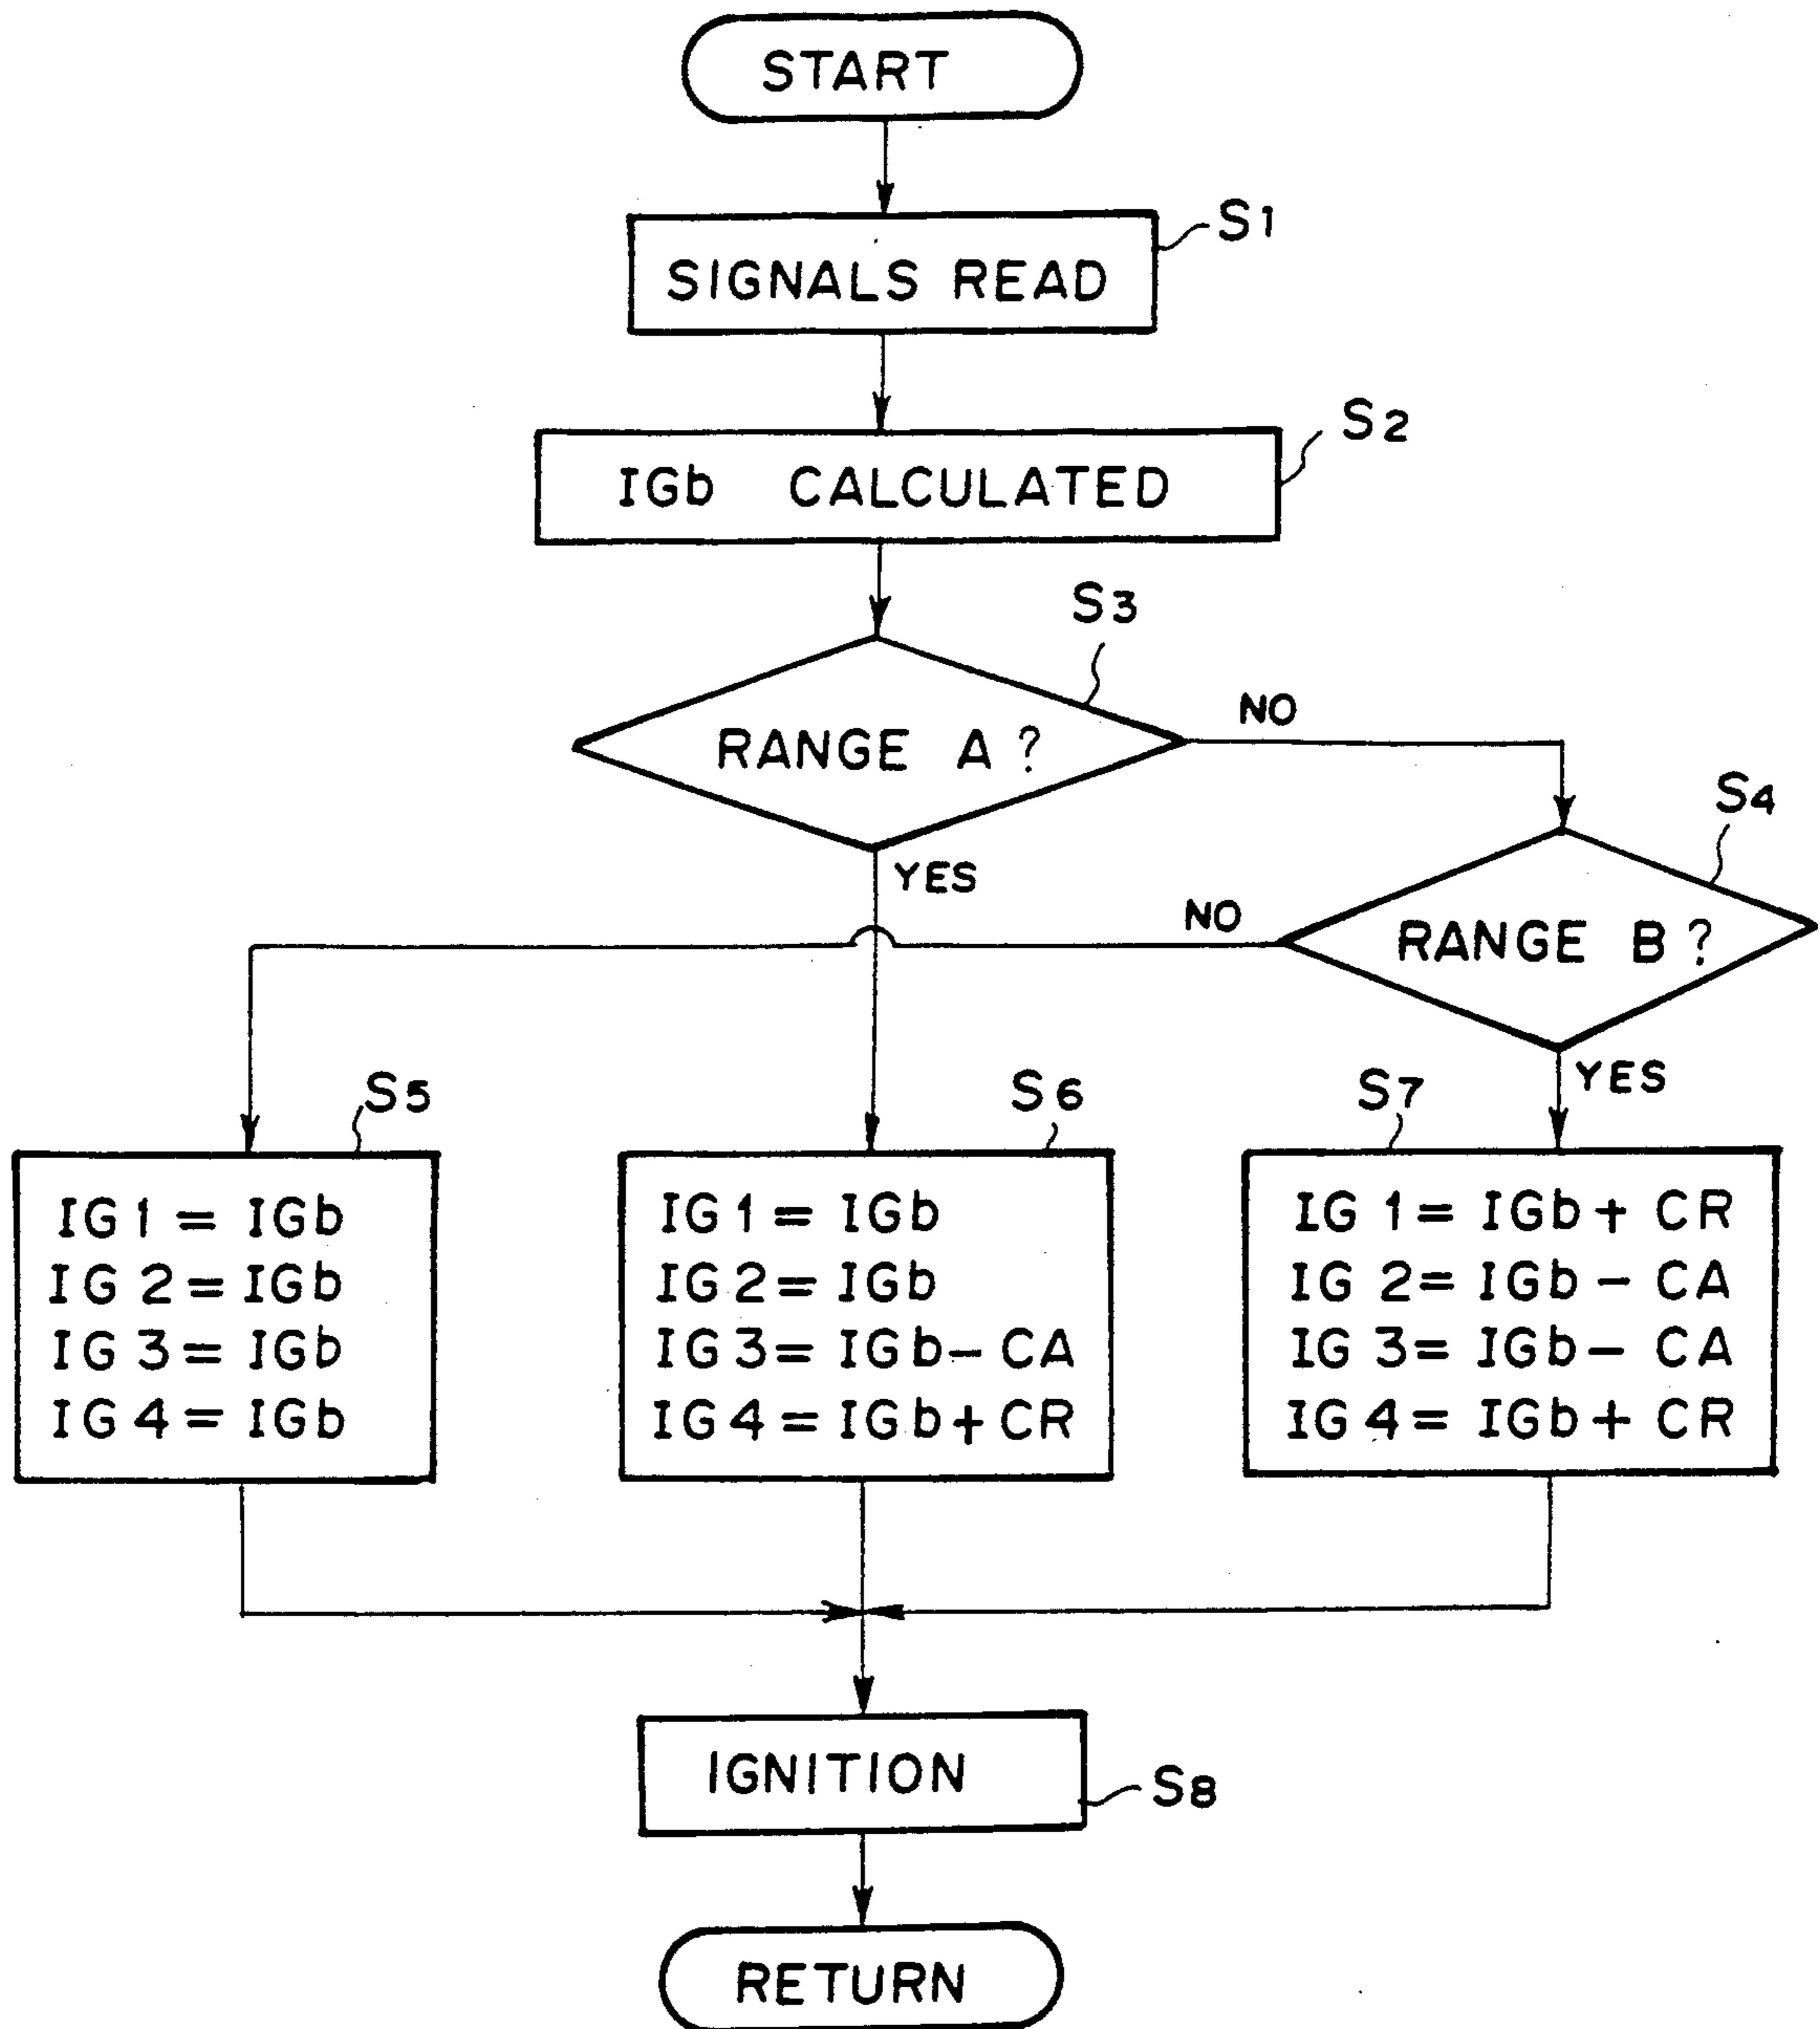 START
S1
SIGNALS READ
S2
IGb CALCULATED
S3
RANGE A?
NO
S4
YES
NO
RANGE B?
YES
S5
IG1 = IGb
IG2 = IGb
IG3 = IGb
IG4 = IGb
S6
IG1 = IGb
IG2 = IGb
IG3 = IGb - CA
IG4 = IGb + CR
S7
IG1 = IGb + CR
IG2 = IGb - CA
IG3 = IGb - CA
IG4 = IGb + CR
IGNITION
S8
RETURN